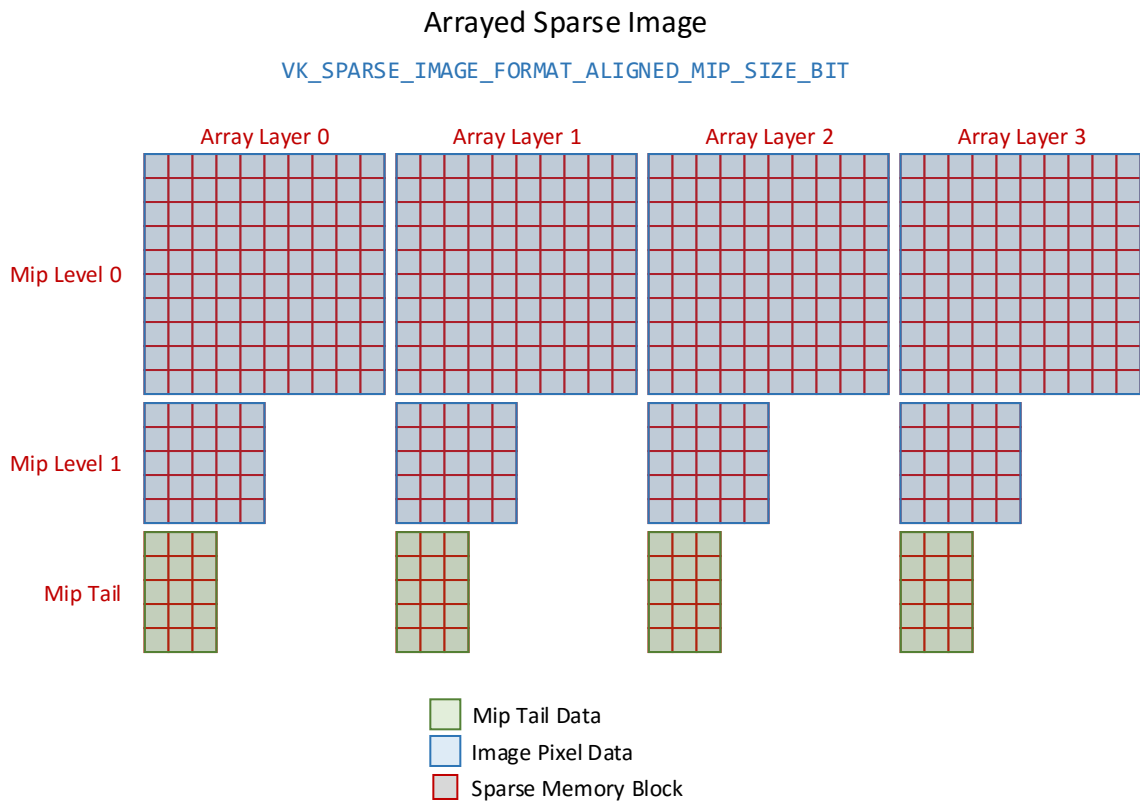 Arrayed Sparse Image
VK_SPARSE_IMAGE_FORMAT_ALIGNED_MIP_SIZE_BIT
Array Layer 0 Array Layer 1 Array Layer 2 Array Layer 3
Mip Level 0
Mip Level 1
Mip Tail
Mip Tail Data
Image Pixel Data
Sparse Memory Block